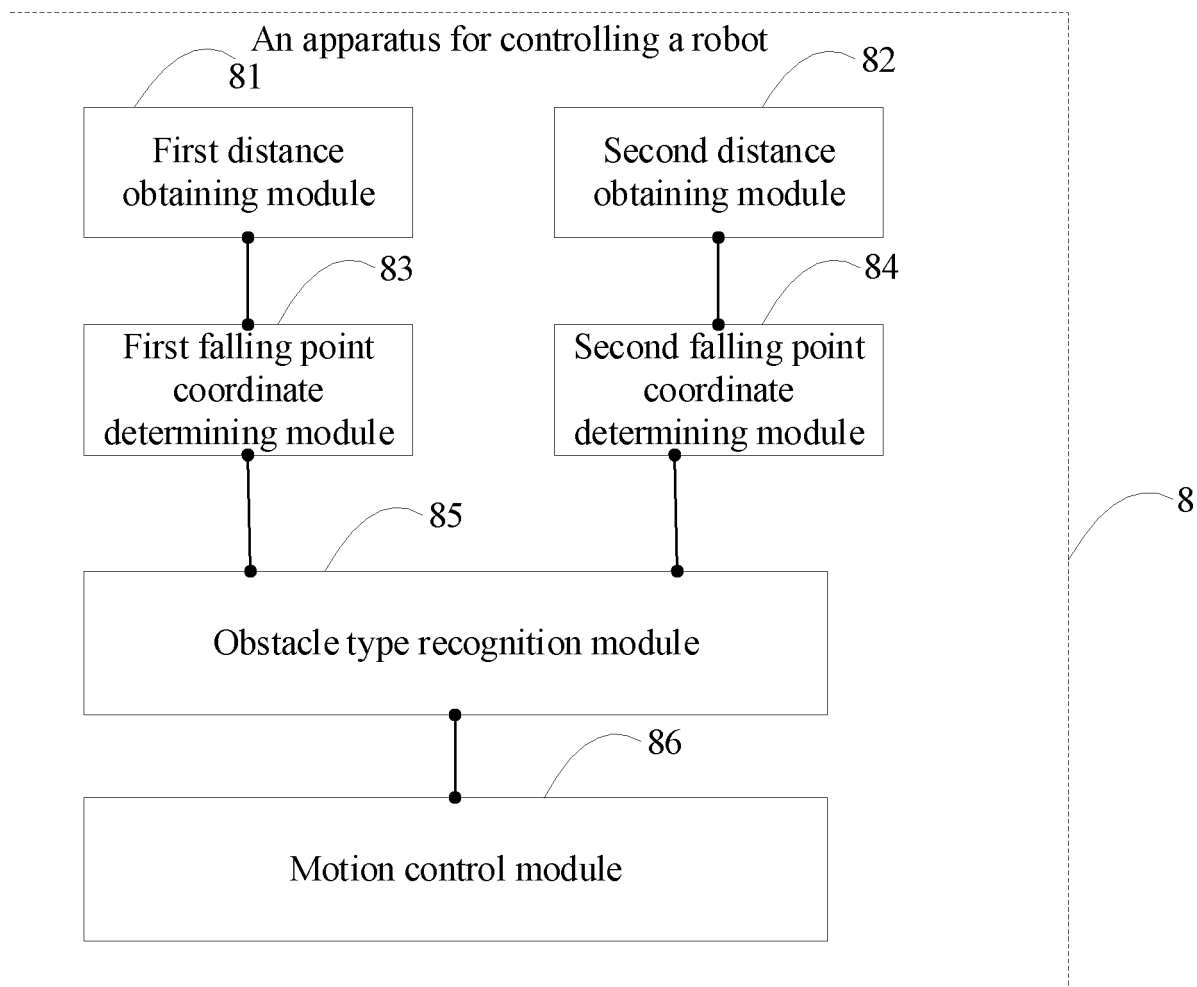 An apparatus for controlling a robot
81
82
First distance
obtaining module
Second distance
obtaining module
83
84
First falling point
coordinate
determining module
Second falling point
coordinate
determining module
85
8
Obstacle type recognition module
86
Motion control module